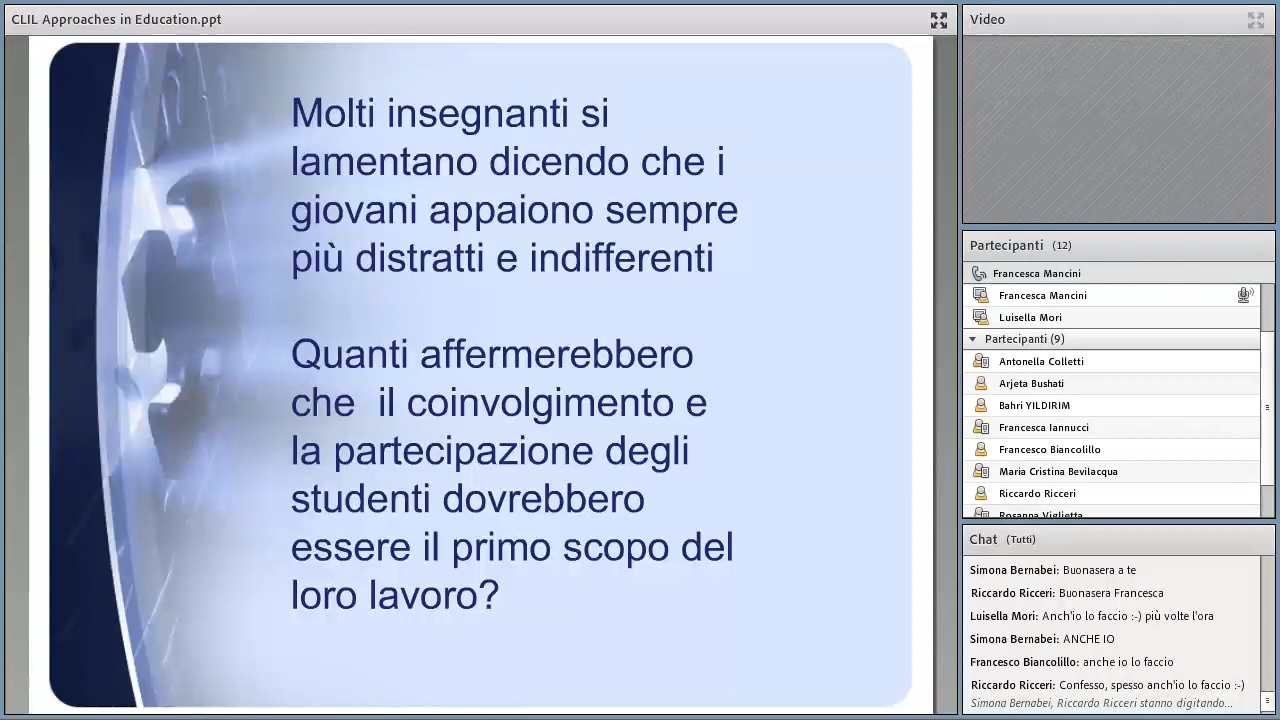 CLIL Approaches in Education.ppt
Molti insegnanti si
lamentano dicendo che i
giovani appaiono sempre
più distratti e indifferenti
Quanti affermerebbero
che  il coinvolgimento e
la partecipazione degli
studenti dovrebbero
essere il primo scopo del
loro lavoro?
Video
Partecipanti (12)
Francesca Mancini
Francesca Mancini
Luisella Mori
Partecipanti (9)
Antonella Colletti
Arjeta Bushati
Bahri YILDIRIM
Francesca Iannucci
Francesco Biancolillo
Maria Cristina Bevilacqua
Riccardo Ricceri
Rosanna Viglietta
Chat (Tutti)
Simona Bernabei: Buonasera a te
Riccardo Ricceri: Buonasera Francesca
Luisella Mori: Anch'io lo faccio :-) più volte l'ora
Simona Bernabei: ANCHE IO
Francesco Biancolillo: anche io lo faccio
Riccardo Ricceri: Confesso, spesso anch'io lo faccio :-)
Simona Bernabei, Riccardo Ricceri stanno digitando...